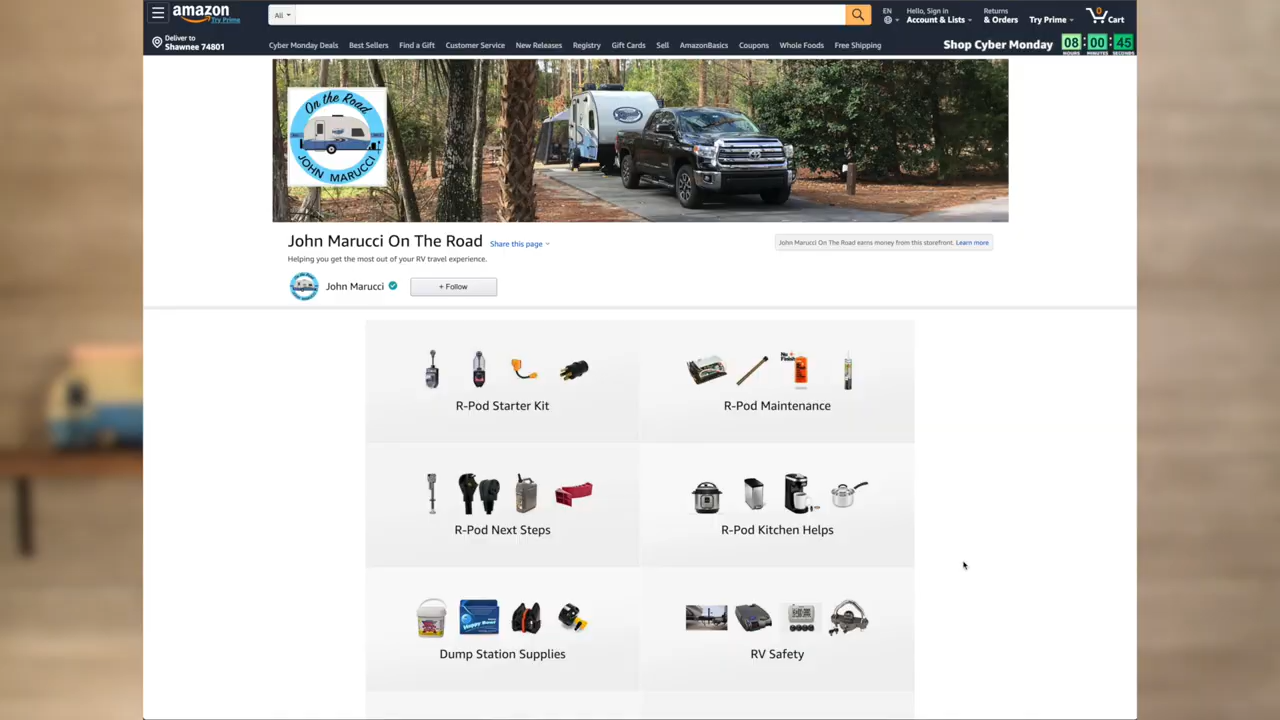 amazon
Try Prime
All
EN
Hello, Sign in
Account & Lists
Returns
& Orders
Try Prime
0
Cart
Deliver to
Shawnee 74801
Cyber Monday Deals
Best Sellers
Find a Gift
Customer Service
New Releases
Registry
Gift Cards
Sell
AmazonBasics
Coupons
Whole Foods
Free Shipping
Shop Cyber Monday
08 : 00 : 45
HOURS MINUTES SECONDS
On the Road
JOHN MARUCCI
John Marucci On The Road
Share this page
John Marucci On The Road earns money from this storefront. Learn more
Helping you get the most out of your RV travel experience.
John Marucci
+ Follow
R-Pod Starter Kit
R-Pod Maintenance
R-Pod Next Steps
R-Pod Kitchen Helps
Dump Station Supplies
RV Safety